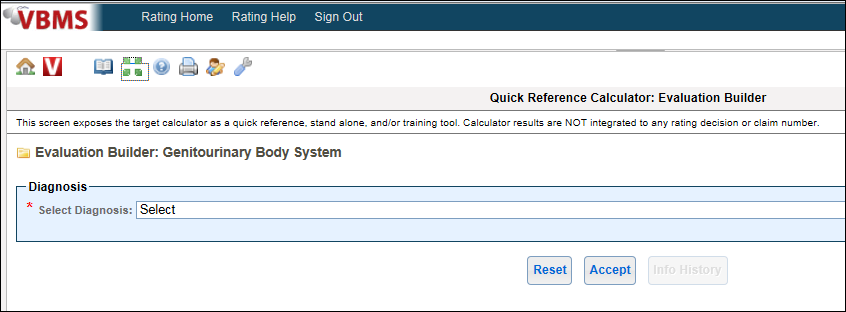 VBMS Rating Home Rating Help Sign Out
V
Quick Reference Calculator: Evaluation Builder
This screen exposes the target calculator as a quick reference, stand alone, and/or training tool. Calculator results are NOT integrated to any rating decision or claim number.
Evaluation Builder: Genitourinary Body System
Diagnosis
* Select Diagnosis: Select
Reset Accept Info History